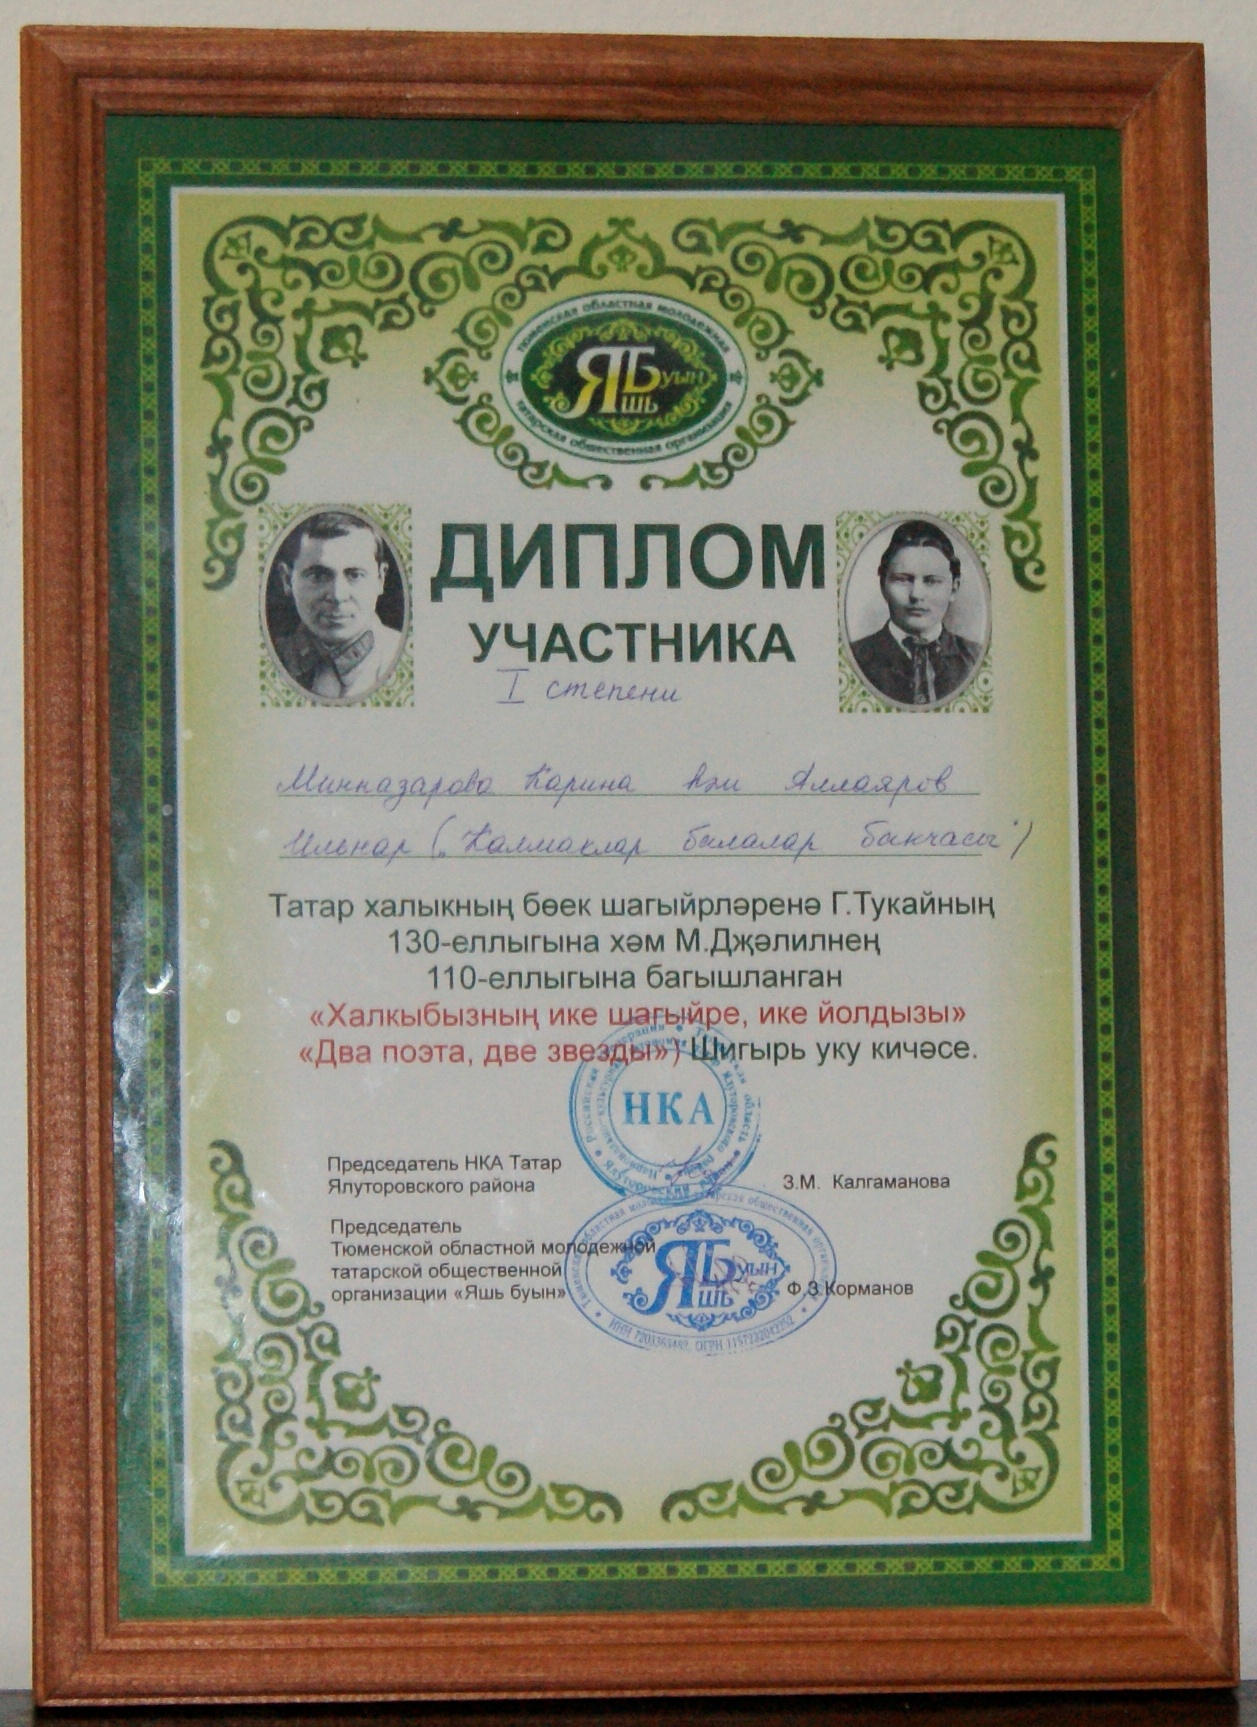 тюменская областная молодежная
Яшь Буын
татарская общественная организация
ДИПЛОМ
УЧАСТНИКА
I степени
Минназарова Карина һәм Аллаяров
Ильнар („Калмаклар балалар бакчасы“)
Татар халыкның бөек шагыйрләренә Г.Тукайның
130-еллыгына хәм М.Джәлилнең
110-еллыгына багышланган
«Халкыбызның ике шагыйре, ике йолдызы»
«Два поэта, две звезды») Шигырь уку кичәсе.
НКА
Председатель НКА Татар
Ялуторовского района
З.М. Калгаманова
Председатель
Тюменской областной молодежной
татарской общественной
организации «Яшь буын»
Ф.З.Корманов
Яшь Буын